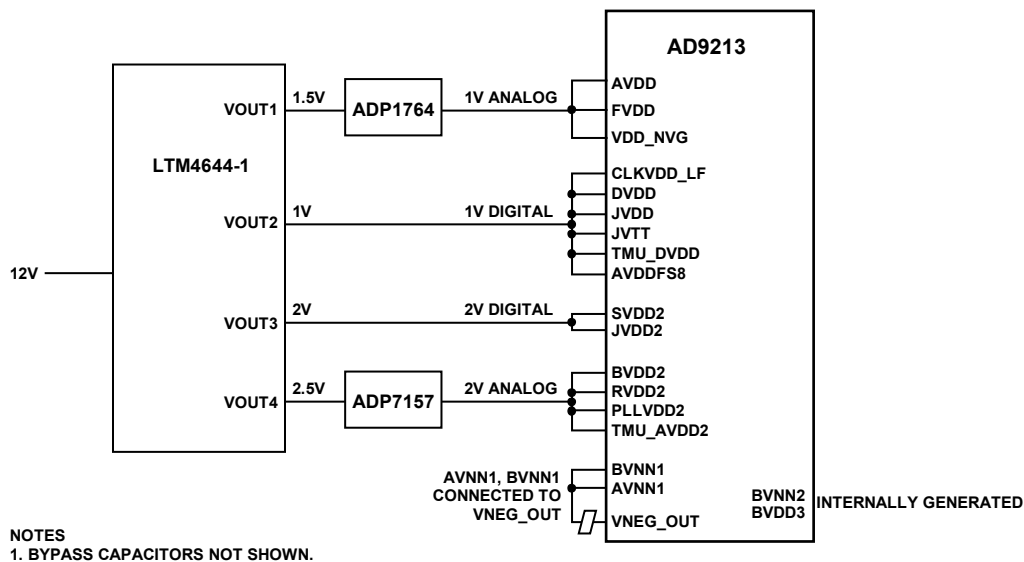 AD9213
LTM4644-1
12V
VOUT1
1.5V
ADP1764
1V ANALOG
AVDD
FVDD
VDD_NVG
VOUT2
1V
1V DIGITAL
CLKVDD_LF
DVDD
JVDD
JVTT
TMU_DVDD
AVDDFS8
VOUT3
2V
2V DIGITAL
SVDD2
JVDD2
VOUT4
2.5V
ADP7157
2V ANALOG
BVDD2
RVDD2
PLLVDD2
TMU_AVDD2
AVNN1, BVNN1
CONNECTED TO
VNEG_OUT
BVNN1
AVNN1
VNEG_OUT
BVNN2
BVDD3
INTERNALLY GENERATED
NOTES
1. BYPASS CAPACITORS NOT SHOWN.